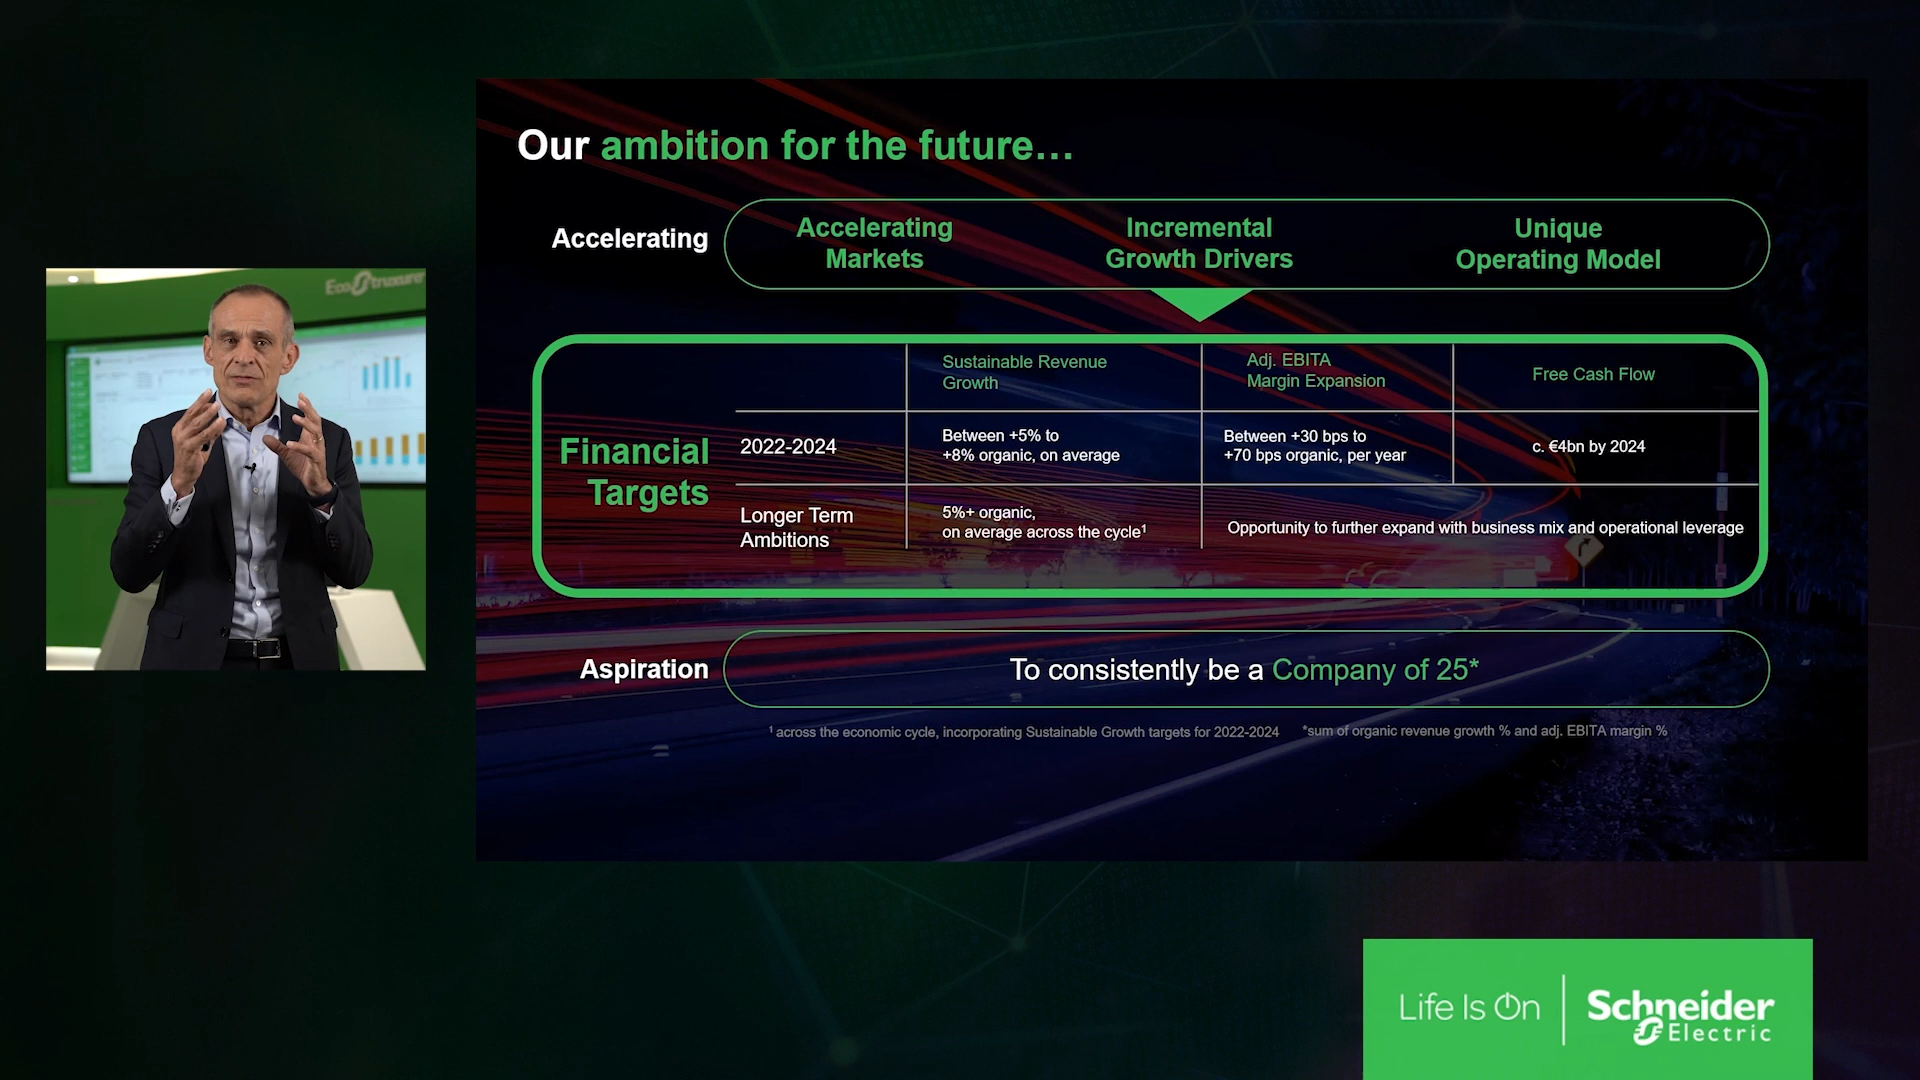 Our ambition for the future...
Accelerating
Accelerating
Markets
Incremental
Growth Drivers
Unique
Operating Model
Financial
Targets
Sustainable Revenue
Growth
Adj. EBITA
Margin Expansion
Free Cash Flow
2022-2024
Between +5% to
+8% organic, on average
Between +30 bps to
+70 bps organic, per year
c. €4bn by 2024
Longer Term
Ambitions
5%+ organic,
on average across the cycle¹
Opportunity to further expand with business mix and operational leverage
Aspiration
To consistently be a Company of 25*
¹ across the economic cycle, incorporating Sustainable Growth targets for 2022-2024
*sum of organic revenue growth % and adj. EBITA margin %
EcoStruxure
Life Is On
Schneider
Electric